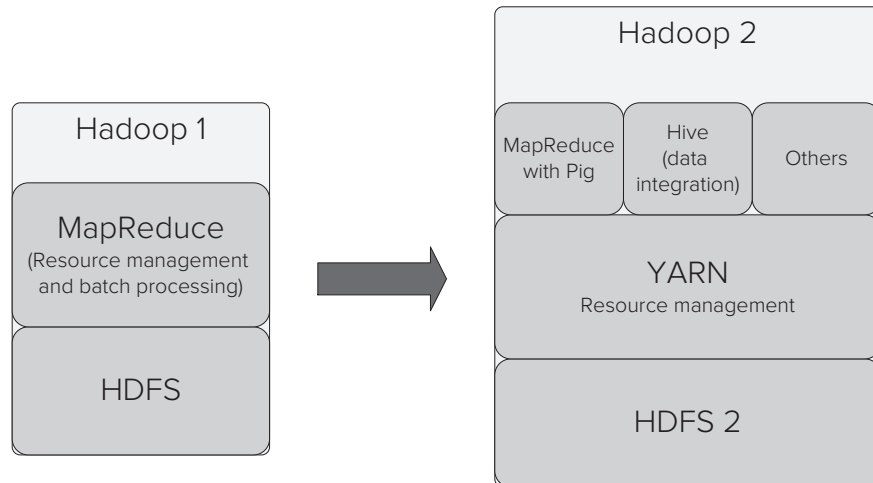 Hadoop 1
MapReduce
(Resource management
and batch processing)
HDFS
Hadoop 2
MapReduce
with Pig
Hive
(data
integration)
Others
YARN
Resource management
HDFS 2